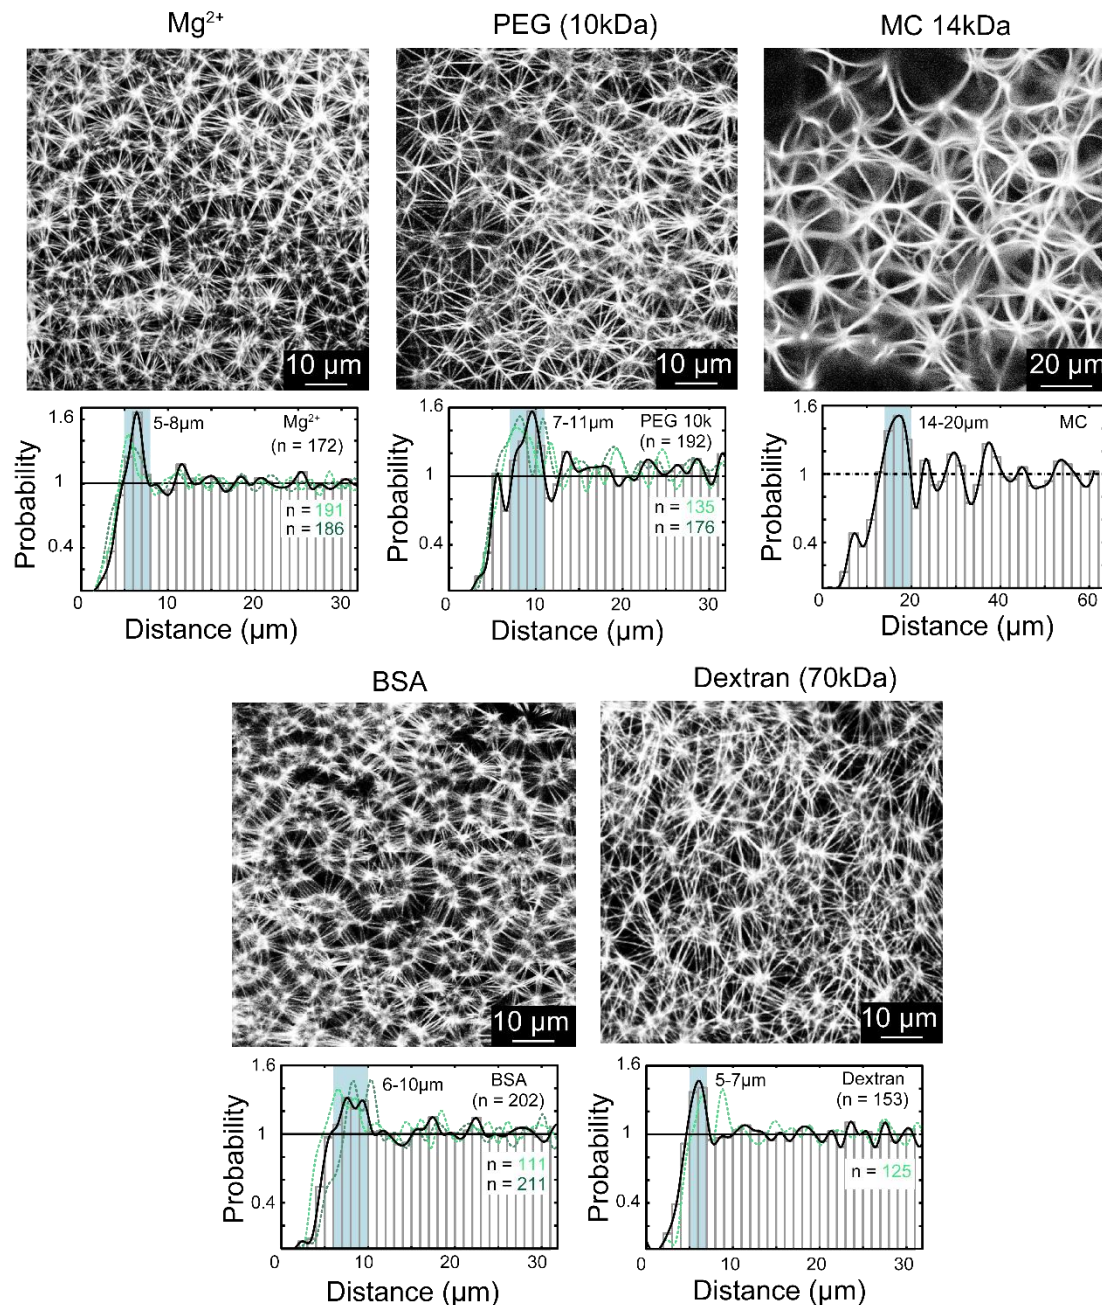 Mg²⁺
PEG (10kDa)
MC 14kDa
10 µm
10 µm
20 µm
Probability
1.6
1
0.4
5-8µm
Mg²⁺
(n = 172)
n = 191
n = 186
0
10
20
30
Distance (µm)
Probability
1.6
1
0.4
7-11µm
PEG 10k
(n = 192)
n = 135
n = 176
0
10
20
30
Distance (µm)
Probability
1.6
1
0.4
14-20µm
MC
0
20
40
60
Distance (µm)
BSA
Dextran (70kDa)
10 µm
10 µm
Probability
1.6
1
0.4
6-10µm
BSA
(n = 202)
n = 111
n = 211
0
10
20
30
Distance (µm)
Probability
1.6
1
0.4
5-7µm
Dextran
(n = 153)
n = 125
0
10
20
30
Distance (µm)